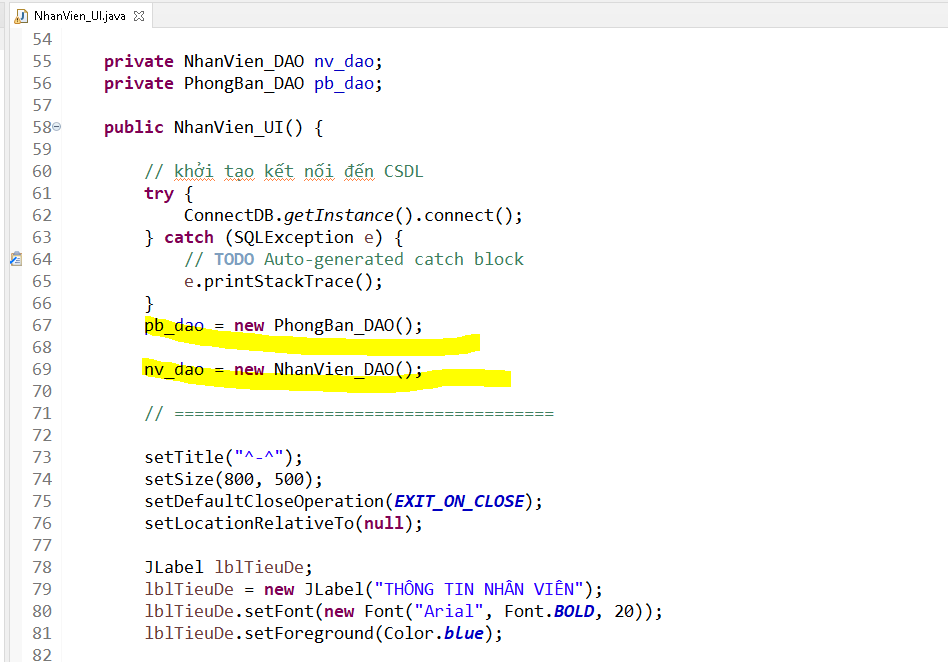 NhanVien_UI.java
54
55 private NhanVien_DAO nv_dao;
56 private PhongBan_DAO pb_dao;
57
58 public NhanVien_UI() {
59
60 // khởi tạo kết nối đến CSDL
61 try {
62 ConnectDB.getInstance().connect();
63 } catch (SQLException e) {
64 // TODO Auto-generated catch block
65 e.printStackTrace();
66 }
67 pb_dao = new PhongBan_DAO();
68
69 nv_dao = new NhanVien_DAO();
70
71 // ======================================
72
73 setTitle("^-^");
74 setSize(800, 500);
75 setDefaultCloseOperation(EXIT_ON_CLOSE);
76 setLocationRelativeTo(null);
77
78 JLabel lblTieuDe;
79 lblTieuDe = new JLabel("THÔNG TIN NHÂN VIÊN");
80 lblTieuDe.setFont(new Font("Arial", Font.BOLD, 20));
81 lblTieuDe.setForeground(Color.blue);
82